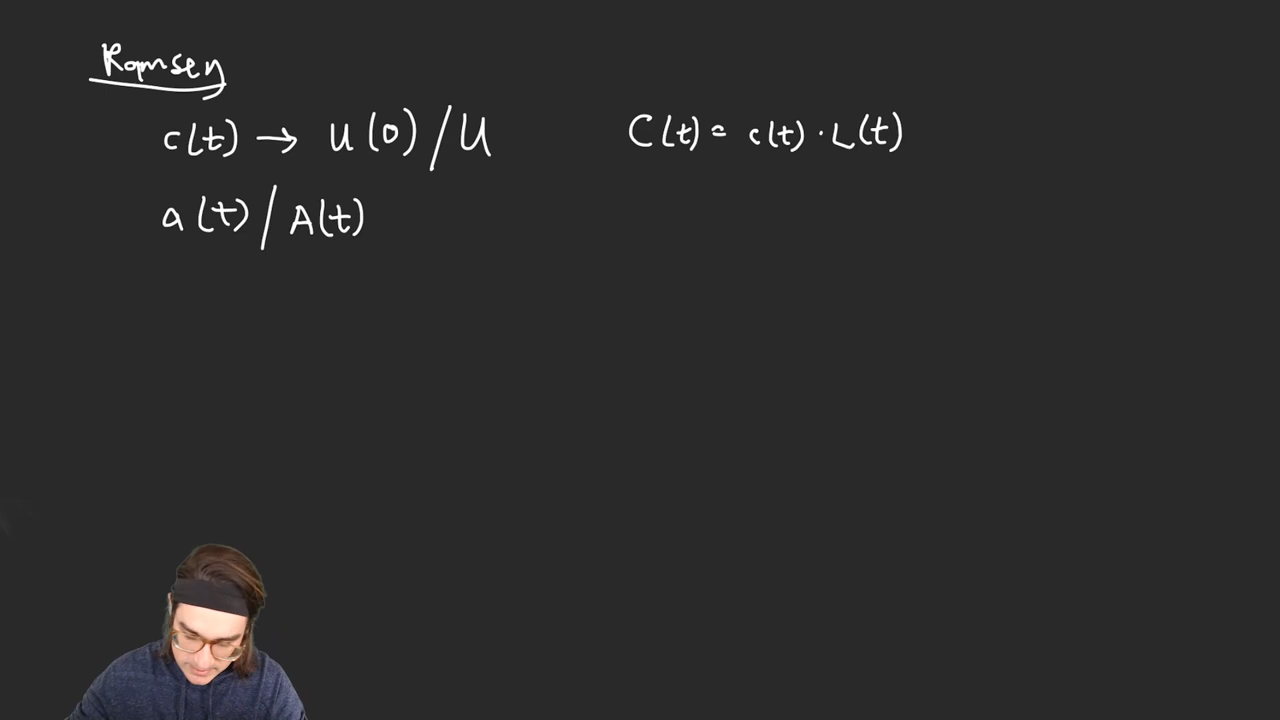 Ramsey
c(t) → U(0) / U
C(t) = c(t) · L(t)
a(t) / A(t)